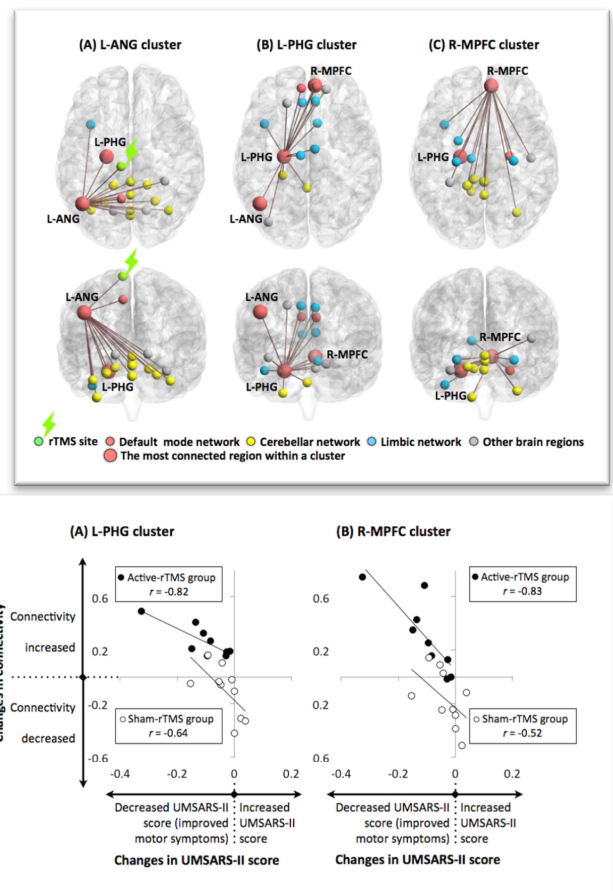 (A) L-ANG cluster
(B) L-PHG cluster
(C) R-MPFC cluster
L-PHG
L-ANG
R-MPFC
L-PHG
L-ANG
R-MPFC
L-PHG
L-ANG
L-PHG
L-ANG
R-MPFC
L-PHG
R-MPFC
L-PHG
rTMS site
Default mode network
Cerebellar network
Limbic network
Other brain regions
The most connected region within a cluster
(A) L-PHG cluster
Active-rTMS group
r = -0.82
0.6
0.2
-0.2
-0.6
Sham-rTMS group
r = -0.64
-0.4
-0.2
0
0.2
Connectivity
increased
Connectivity
decreased
Decreased UMSARS-II
score (improved
motor symptoms)
Increased
UMSARS-II
score
Changes in UMSARS-II score
(B) R-MPFC cluster
Active-rTMS group
r = -0.83
0.6
0.2
0.2
0.6
Sham-rTMS group
r = -0.52
-0.4
-0.2
0
0.2
Decreased UMSARS-II
score (improved
motor symptoms)
Increased
UMSARS-II
score
Changes in UMSARS-II score